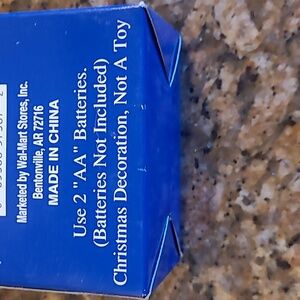 Marketed by Wal-Mart Stores, Inc.
Bentonville, AR 72716
MADE IN CHINA
Use 2 "AA" Batteries.
(Batteries Not Included)
Christmas Decoration, Not A Toy